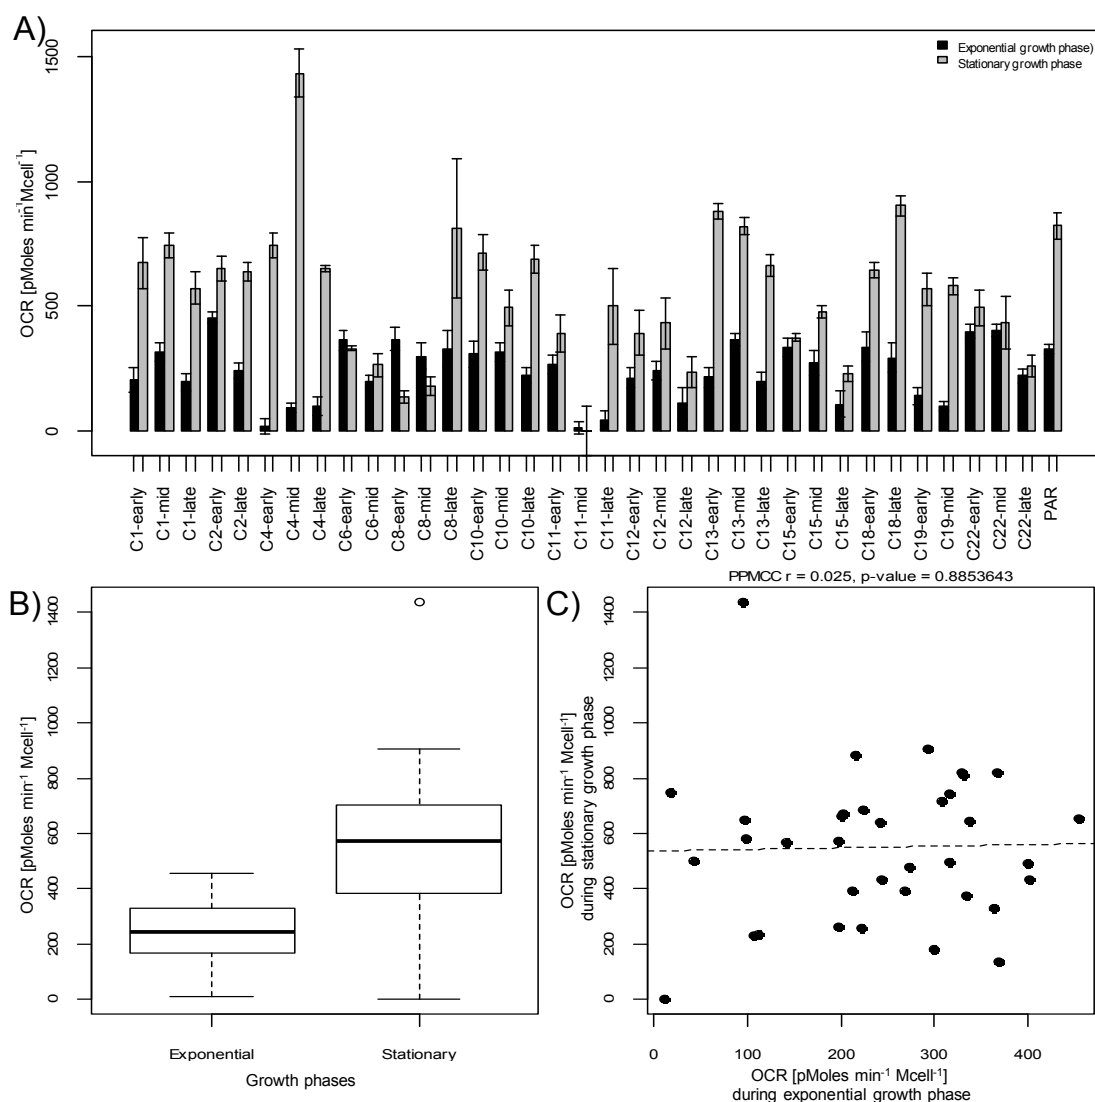 A)
Exponential growth phase)
Stationary growth phase
OCR [pMoles min⁻¹ Mcell⁻¹]
1500
1000
500
0
C1-early
C1-mid
C1-late
C2-early
C2-late
C4-early
C4-mid
C4-late
C6-early
C6-mid
C8-early
C8-mid
C8-late
C10-early
C10-mid
C10-late
C11-early
C11-mid
C11-late
C12-early
C12-mid
C12-late
C13-early
C13-mid
C13-late
C15-early
C15-mid
C15-late
C18-early
C18-late
C19-early
C19-mid
C22-early
C22-mid
C22-late
PAR
B)
OCR [pMoles min⁻¹ Mcell⁻¹]
1400
1200
1000
800
600
400
200
0
Exponential
Stationary
Growth phases
C)
PPMCC r = 0.025, p-value = 0.8853643
OCR [pMoles min⁻¹ Mcell⁻¹]
during stationary growth phase
1400
1200
1000
800
600
400
200
0
0 100 200 300 400
OCR [pMoles min⁻¹ Mcell⁻¹]
during exponential growth phase